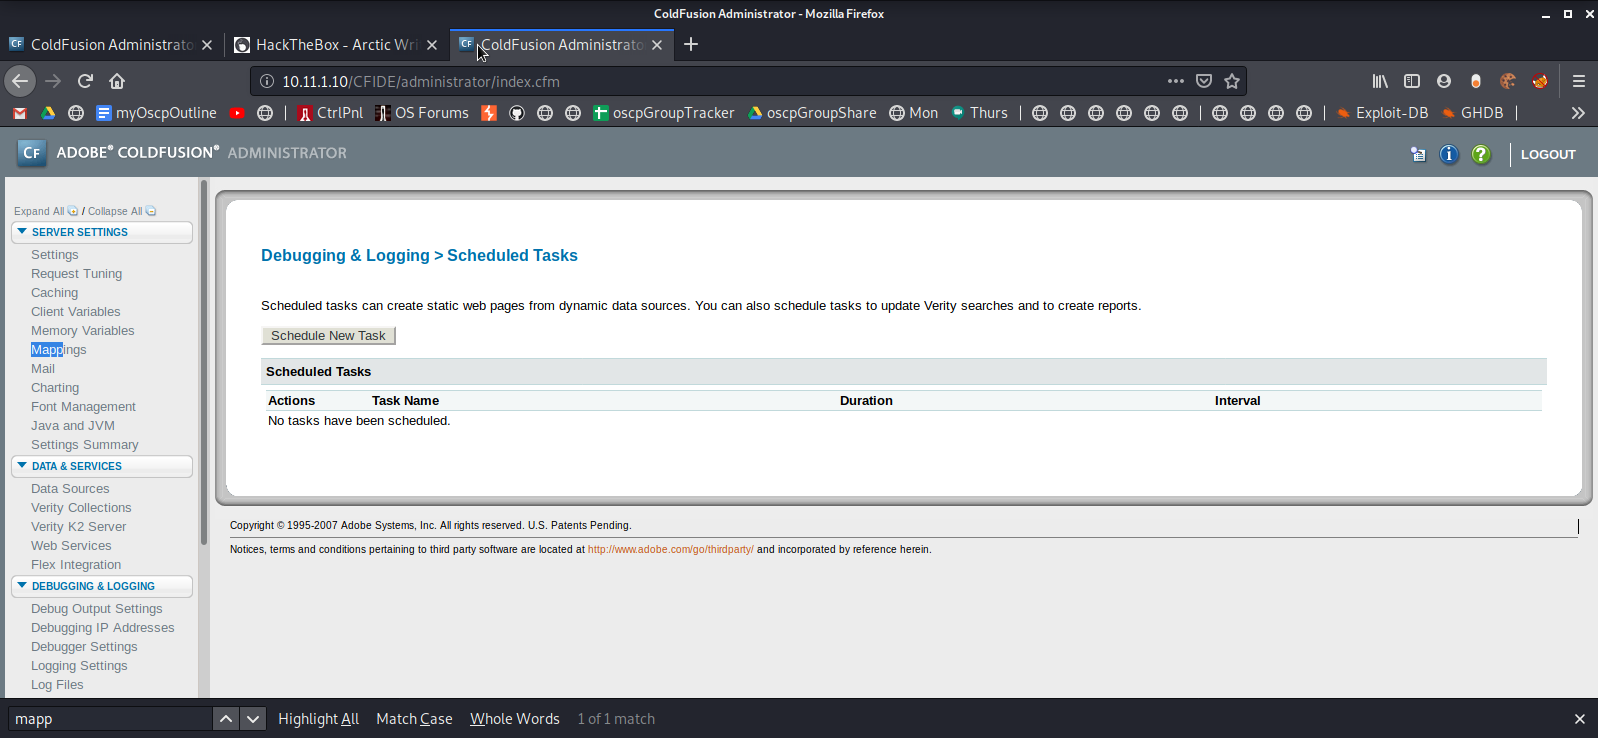 ColdFusion Administrator - Mozilla Firefox
ColdFusion Administrato HackTheBox - Arctic Wri ColdFusion Administrato
10.11.1.10/CFIDE/administrator/index.cfm
myOscpOutline CtrlPnl OS Forums oscpGroupTracker oscpGroupShare Mon Thurs Exploit-DB GHDB
CF ADOBE® COLDFUSION® ADMINISTRATOR LOGOUT
Expand All / Collapse All
SERVER SETTINGS
Settings
Request Tuning
Caching
Client Variables
Memory Variables
Mappings
Mail
Charting
Font Management
Java and JVM
Settings Summary
DATA & SERVICES
Data Sources
Verity Collections
Verity K2 Server
Web Services
Flex Integration
DEBUGGING & LOGGING
Debug Output Settings
Debugging IP Addresses
Debugger Settings
Logging Settings
Log Files
Debugging & Logging > Scheduled Tasks
Scheduled tasks can create static web pages from dynamic data sources. You can also schedule tasks to update Verity searches and to create reports.
Schedule New Task
Scheduled Tasks
Actions Task Name Duration Interval
No tasks have been scheduled.
Copyright © 1995-2007 Adobe Systems, Inc. All rights reserved. U.S. Patents Pending.
Notices, terms and conditions pertaining to third party software are located at http://www.adobe.com/go/thirdparty/ and incorporated by reference herein.
mapp Highlight All Match Case Whole Words 1 of 1 match